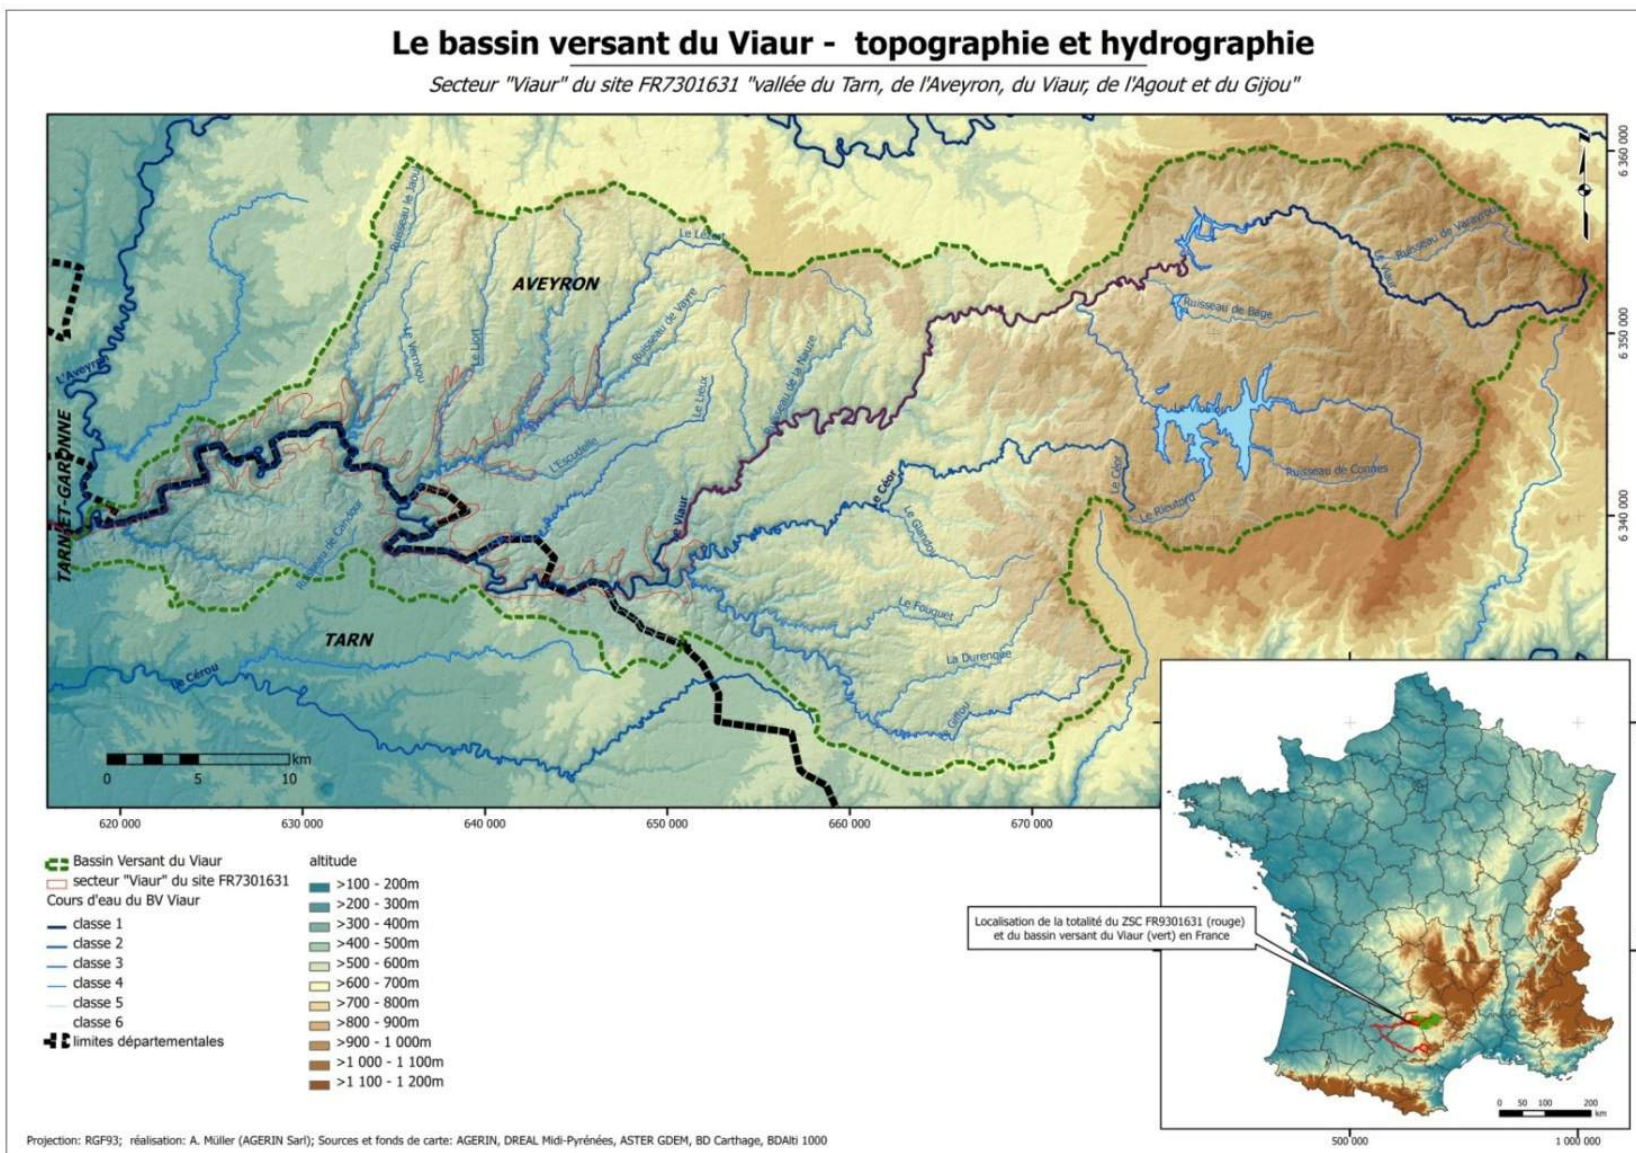 Le bassin versant du Viaur - topographie et hydrographie
Secteur "Viaur" du site FR7301631 "vallée du Tarn, de l'Aveyron, du Viaur, de l'Agout et du Gijou"
6 360 000
6 350 000
6 340 000
Ruisseau le Jaoul
Le Lézert
AVEYRON
Ruisseau de Varayrous
Le Viaur
Ruisseau de Bage
Ruisseau de Vayre
Le Liort
Ruisseau de la Nauze
L'Aveyron
Le Lieux
L'Escudelle
Ruisseau de Connes
Le Céor
Le Céor
Le Rieutord
Le Viaur
Le Glandou
Ruisseau de Candour
TARN-ET-GARONNE
Le Fouquet
TARN
La Durenque
Le Cérou
Le Giffou
km
0 5 10
620 000 630 000 640 000 650 000 660 000 670 000
Bassin Versant du Viaur
secteur "Viaur" du site FR7301631
Cours d'eau du BV Viaur
classe 1
classe 2
classe 3
classe 4
classe 5
classe 6
limites départementales
altitude
>100 - 200m
>200 - 300m
>300 - 400m
>400 - 500m
>500 - 600m
>600 - 700m
>700 - 800m
>800 - 900m
>900 - 1 000m
>1 000 - 1 100m
>1 100 - 1 200m
Localisation de la totalité du ZSC FR9301631 (rouge)
et du bassin versant du Viaur (vert) en France
0 50 100 200
km
500 000 1 000 000
Projection: RGF93; réalisation: A. Müller (AGERIN Sarl); Sources et fonds de carte: AGERIN, DREAL Midi-Pyrénées, ASTER GDEM, BD Carthage, BDAlti 1000